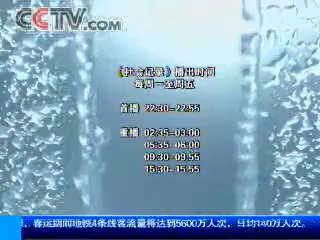 CCTV.com
《社会记录》播出时间
每周一至周五
首播 22:30-22:55
重播 02:35-03:00
05:35-06:00
09:30-09:55
15:30-15:55
春运期间地铁4条线客流量将达到5600万人次，日均140万人次。